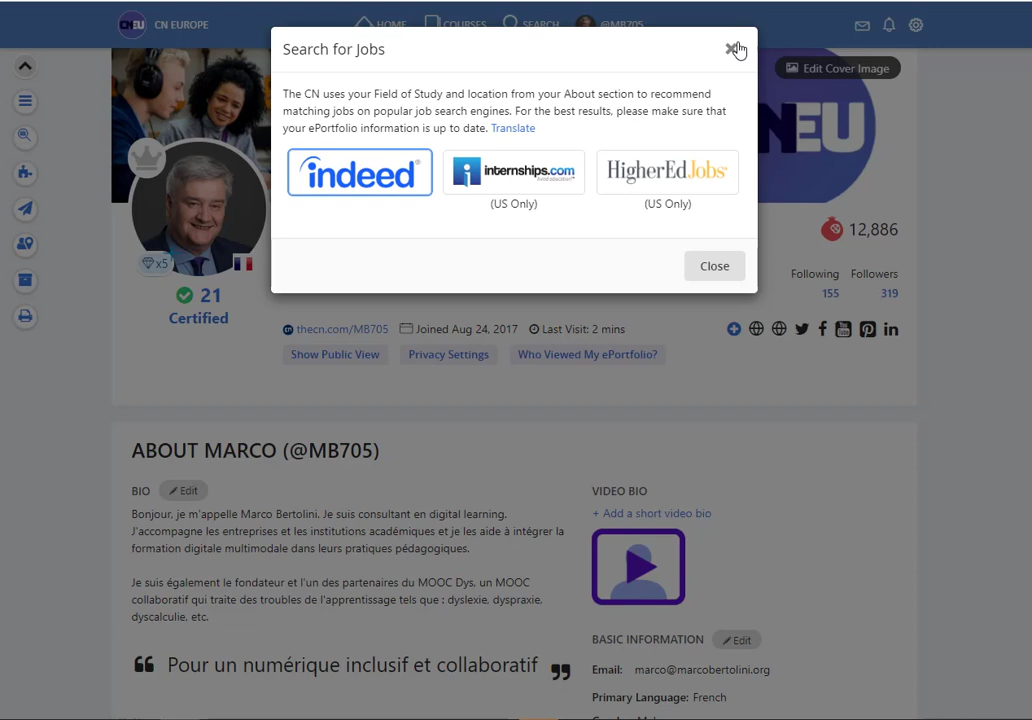 CN EUROPE
HOME
COURSES
SEARCH
@MB705
Search for Jobs
Edit Cover Image
The CN uses your Field of Study and location from your About section to recommend
matching jobs on popular job search engines. For the best results, please make sure that
your ePortfolio information is up to date. Translate
indeed
internships.com
HigherEdJobs
(US Only)
(US Only)
NEU
12,886
Close
x5
Following
Followers
155
319
21
Certified
thecn.com/MB705
Joined Aug 24, 2017
Last Visit: 2 mins
Show Public View
Privacy Settings
Who Viewed My ePortfolio?
ABOUT MARCO (@MB705)
BIO
Edit
Bonjour, je m'appelle Marco Bertolini. Je suis consultant en digital learning.
J'accompagne les entreprises et les institutions académiques et je les aide à intégrer la
formation digitale multimodale dans leurs pratiques pédagogiques.
Je suis également le fondateur et l'un des partenaires du MOOC Dys, un MOOC
collaboratif qui traite des troubles de l'apprentissage tels que : dyslexie, dyspraxie,
dyscalculie, etc.
“ Pour un numérique inclusif et collaboratif ”
VIDEO BIO
+ Add a short video bio
BASIC INFORMATION
Edit
Email: marco@marcobertolini.org
Primary Language: French